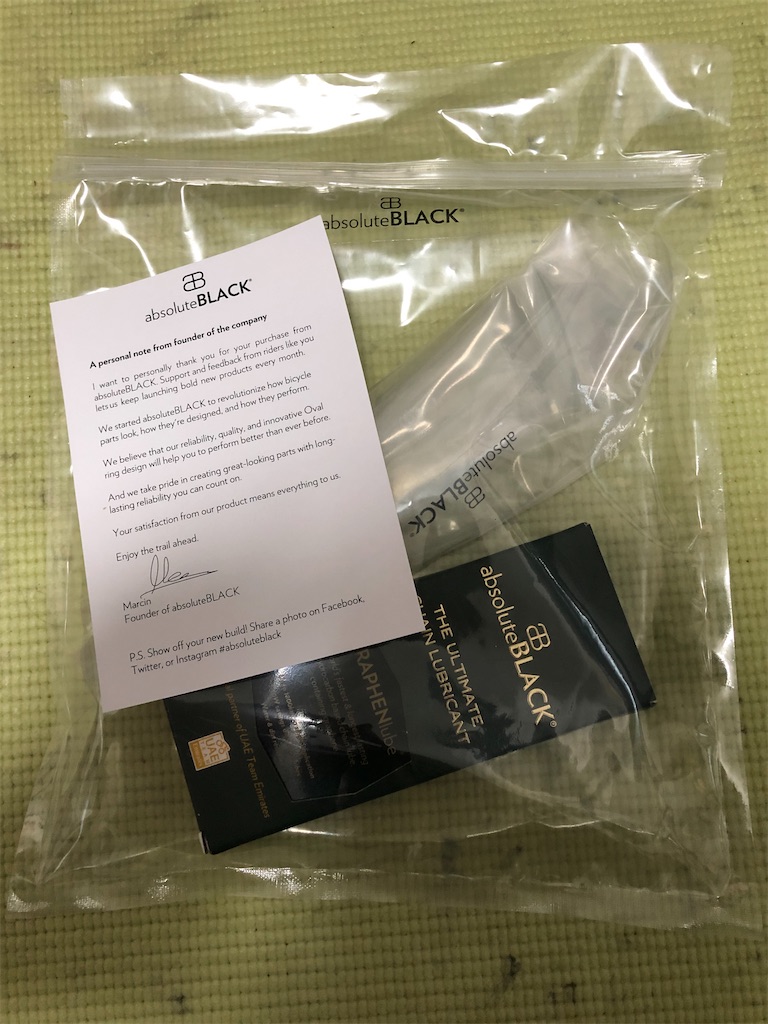 absoluteBLACK®
absoluteBLACK®
A personal note from founder of the company
I want to personally thank you for your purchase from
absoluteBLACK. Support and feedback from riders like you
lets us keep launching bold new products every month.
We started absoluteBLACK to revolutionize how bicycle
parts look, how they're designed, and how they perform.
We believe that our reliability, quality, and innovative Oval
ring design will help you to perform better than ever before.
And we take pride in creating great-looking parts with long-
lasting reliability you can count on.
Your satisfaction from our product means everything to us.
Enjoy the trail ahead.
Marcin
Founder of absoluteBLACK
P.S. Show off your new build! Share a photo on Facebook,
Twitter, or Instagram #absoluteblack
absoluteBLACK®
absoluteBLACK®
THE ULTIMATE
CHAIN LUBRICANT
RAPHENlube
partner of UAE Team Emirates
UAE